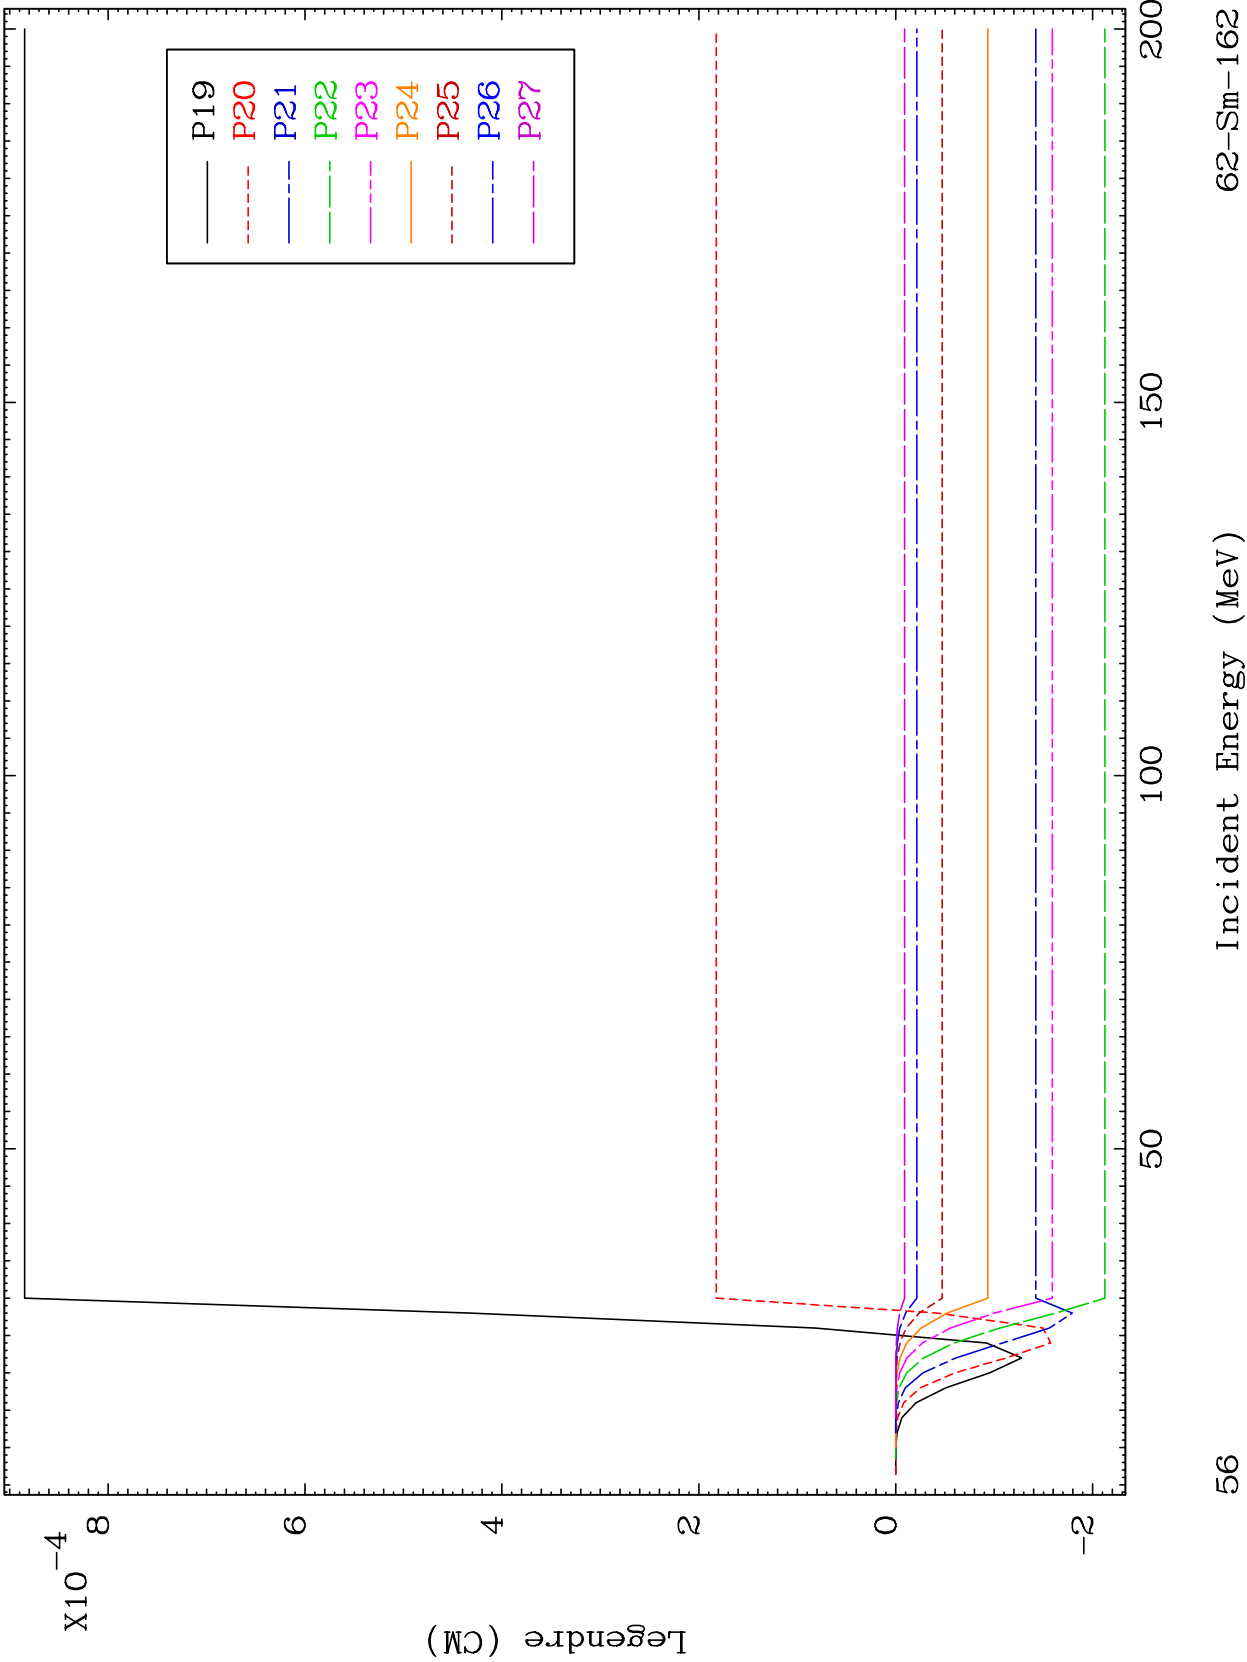 X10-4
8
6
4
2
0
-2
Legendre (CM)
50
100
150
200
Incident Energy (MeV)
56
62-Sm-162
P19
P20
P21
P22
P23
P24
P25
P26
P27